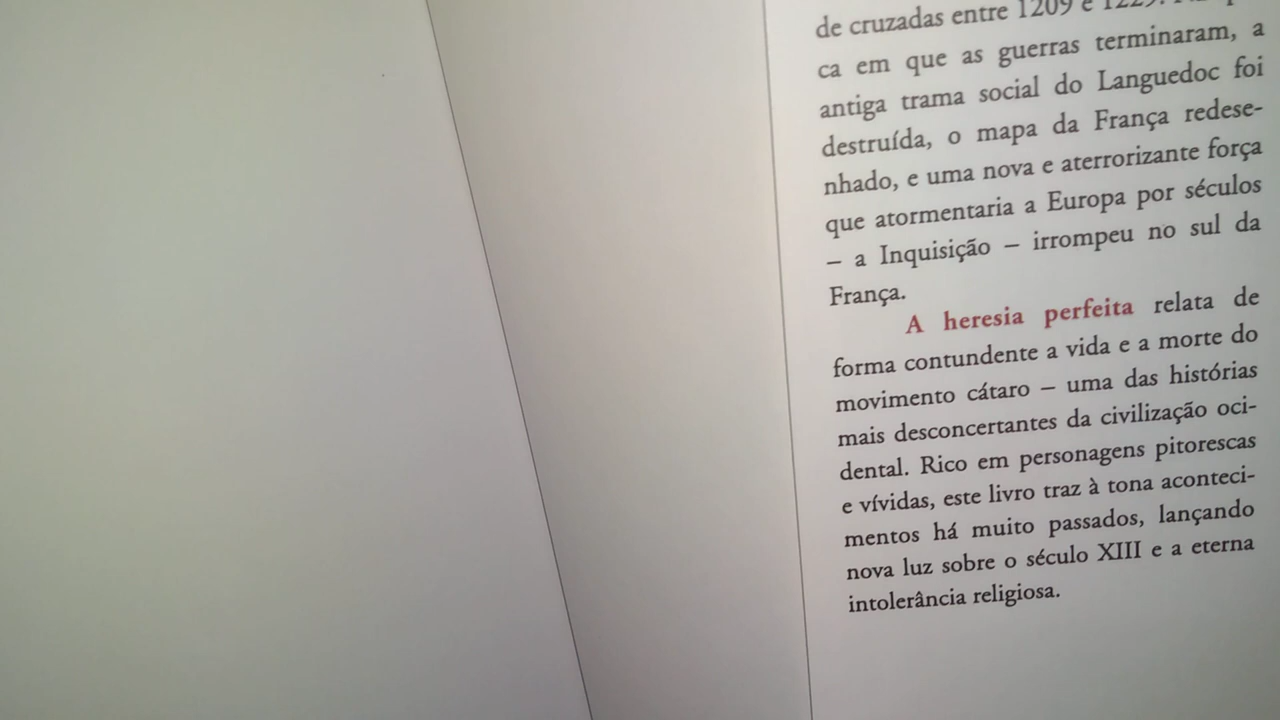 de cruzadas entre 1209 e 1229.
ca em que as guerras terminaram, a
antiga trama social do Languedoc foi
destruída, o mapa da França redese-
nhado, e uma nova e aterrorizante força
que atormentaria a Europa por séculos
– a Inquisição – irrompeu no sul da
França.
A heresia perfeita relata de
forma contundente a vida e a morte do
movimento cátaro – uma das histórias
mais desconcertantes da civilização oci-
dental. Rico em personagens pitorescas
e vívidas, este livro traz à tona aconteci-
mentos há muito passados, lançando
nova luz sobre o século XIII e a eterna
intolerância religiosa.